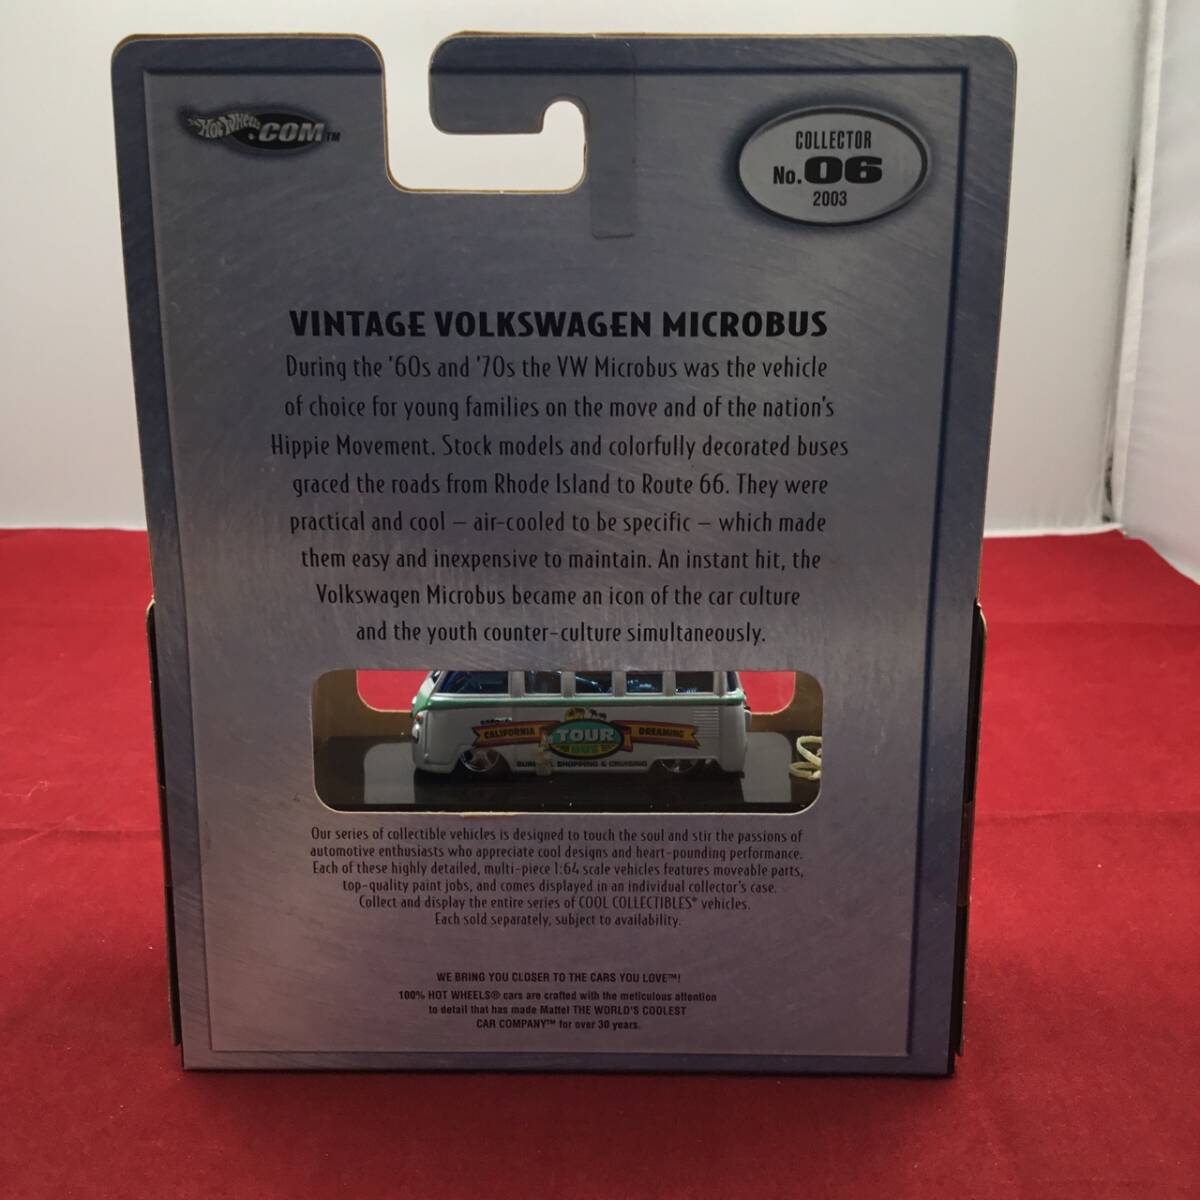 Hot Wheels.COM™
COLLECTOR
No. 06
2003
VINTAGE VOLKSWAGEN MICROBUS
During the '60s and '70s the VW Microbus was the vehicle
of choice for young families on the move and of the nation's
Hippie Movement. Stock models and colorfully decorated buses
graced the roads from Rhode Island to Route 66. They were
practical and cool – air-cooled to be specific – which made
them easy and inexpensive to maintain. An instant hit, the
Volkswagen Microbus became an icon of the car culture
and the youth counter-culture simultaneously.
CALIFORNIA TOUR DREAMING
BUS
SHOPPING & CRUISING
Our series of collectible vehicles is designed to touch the soul and stir the passions of
automotive enthusiasts who appreciate cool designs and heart-pounding performance.
Each of these highly detailed, multi-piece 1:64 scale vehicles features moveable parts,
top-quality paint jobs, and comes displayed in an individual collector's case.
Collect and display the entire series of COOL COLLECTIBLES® vehicles.
Each sold separately, subject to availability.
WE BRING YOU CLOSER TO THE CARS YOU LOVE™!
100% HOT WHEELS® cars are crafted with the meticulous attention
to detail that has made Mattel THE WORLD'S COOLEST
CAR COMPANY™ for over 30 years.